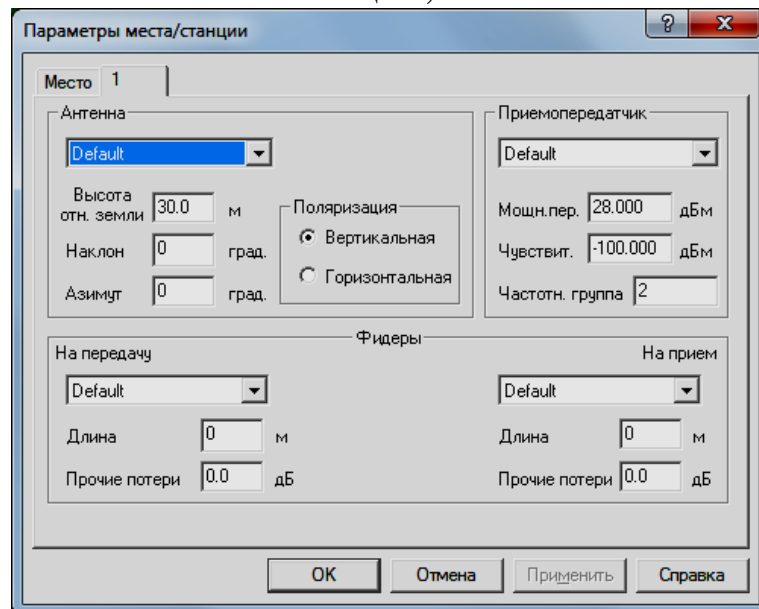 Параметры места/станции
Место 1
Антенна
Default
Высота
отн. земли 30.0 м
Наклон 0 град.
Азимут 0 град.
Поляризация
Вертикальная
Горизонтальная
Приемопередатчик
Default
Мощн.пер. 28.000 дБм
Чувствит. -100.000 дБм
Частотн. группа 2
Фидеры
На передачу
Default
Длина 0 м
Прочие потери 0.0 дБ
На прием
Default
Длина 0 м
Прочие потери 0.0 дБ
OK Отмена Применить Справка